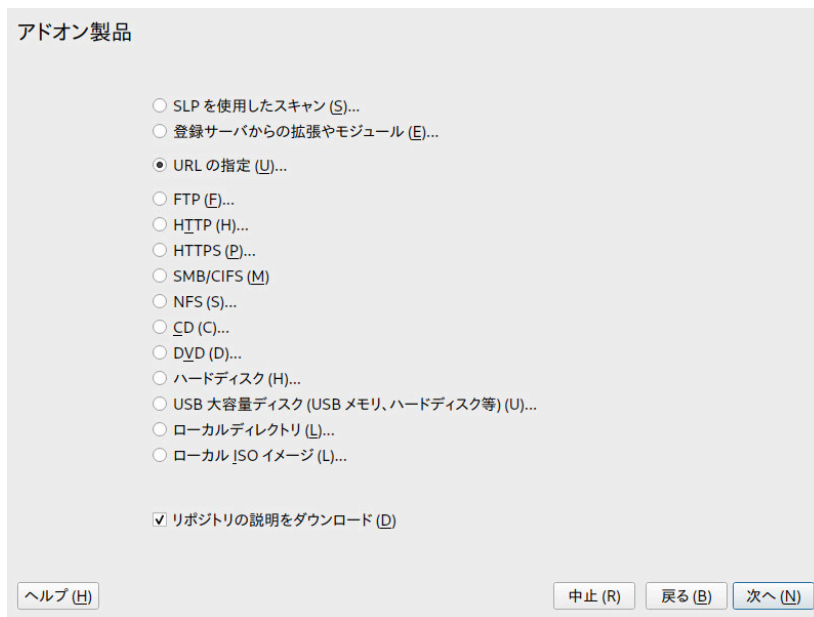 アドオン製品
SLP を使用したスキャン (S)...
登録サーバからの拡張やモジュール (E)...
URL の指定 (U)...
FTP (F)...
HTTP (H)...
HTTPS (P)...
SMB/CIFS (M)
NFS (S)...
CD (C)...
DVD (D)...
ハードディスク (H)...
USB 大容量ディスク (USB メモリ、ハードディスク等) (U)...
ローカルディレクトリ (L)...
ローカル ISO イメージ (L)...
リポジトリの説明をダウンロード (D)
ヘルプ (H) 中止 (R) 戻る (B) 次へ (N)